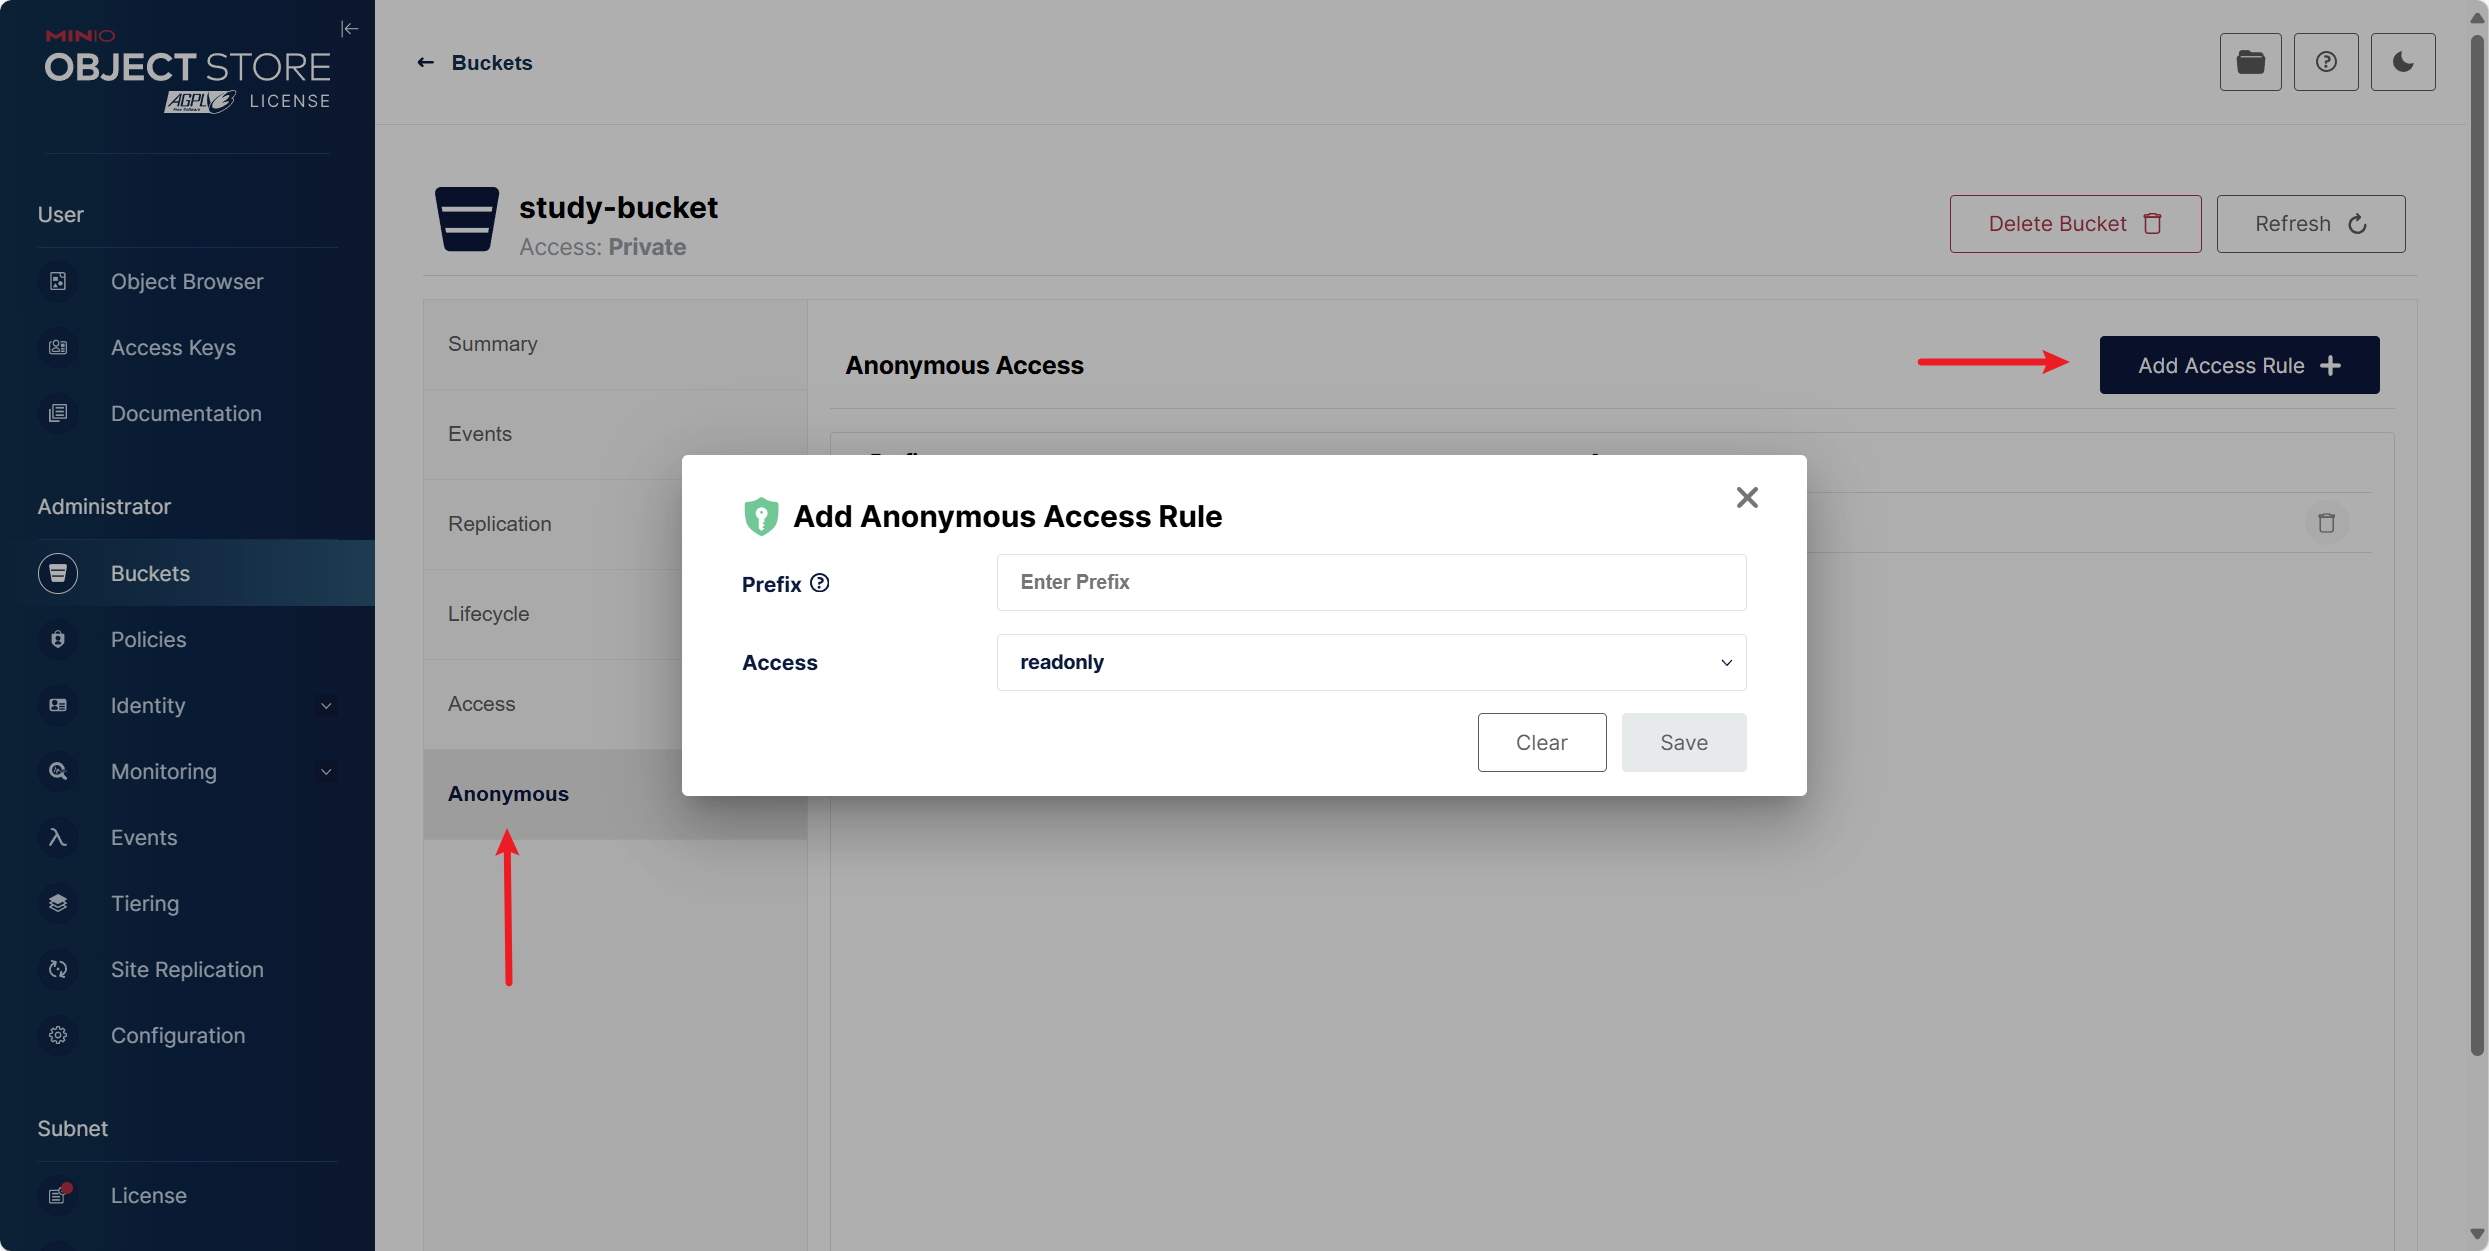 MINIO
OBJECT STORE
AGPL v3 LICENSE
User
Object Browser
Access Keys
Documentation
Administrator
Buckets
Policies
Identity
Monitoring
Events
Tiering
Site Replication
Configuration
Subnet
License
Buckets
study-bucket
Access: Private
Delete Bucket
Refresh
Summary
Events
Replication
Lifecycle
Access
Anonymous
Anonymous Access
Add Access Rule
Add Anonymous Access Rule
Prefix
Enter Prefix
Access
readonly
Clear
Save